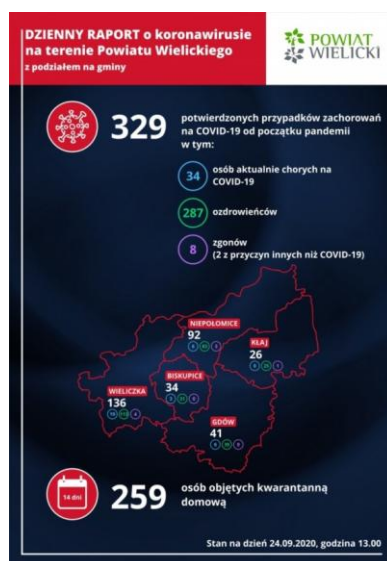 DZIENNY RAPORT o koronawirusie
na terenie Powiatu Wielickiego
z podziałem na gminy
POWIAT
WIELICKI
329
potwierdzonych przypadków zachorowań
na COVID-19 od początku pandemii
w tym:
34
osób aktualnie chorych na
COVID-19
287
ozdrowieńców
8
zgonów
(2 z przyczyn innych niż COVID-19)
NIEPOŁOMICE
92
KŁAJ
26
BISKUPICE
34
WIELICZKA
136
GDÓW
41
14 dni
259
osób objętych kwarantanną
domową
Stan na dzień 24.09.2020, godzina 13.00